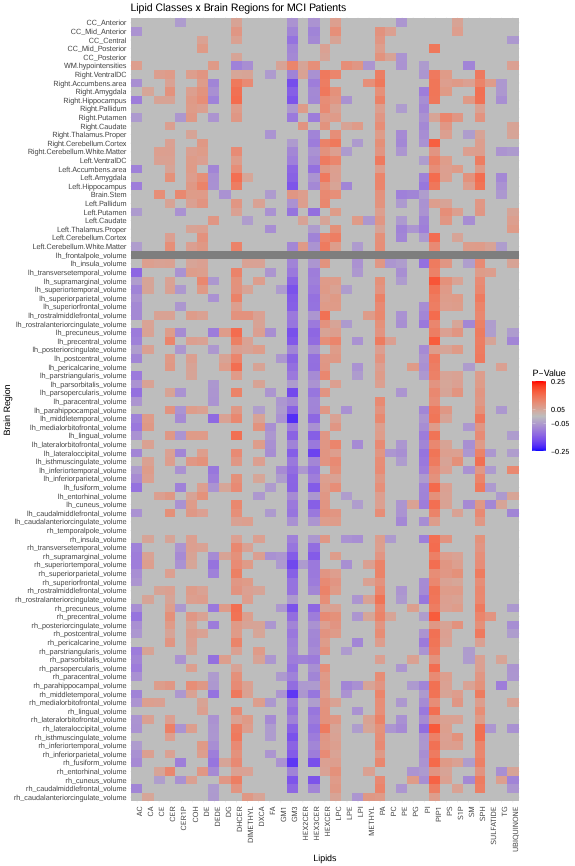 Lipid Classes x Brain Regions for MCI Patients
CC_Anterior
CC_Mid_Anterior
CC_Central
CC_Mid_Posterior
CC_Posterior
WM.hypointensities
Right.VentralDC
Right.Accumbens.area
Right.Amygdala
Right.Hippocampus
Right.Pallidum
Right.Putamen
Right.Caudate
Right.Thalamus.Proper
Right.Cerebellum.Cortex
Right.Cerebellum.White.Matter
Left.VentralDC
Left.Accumbens.area
Left.Amygdala
Left.Hippocampus
Brain.Stem
Left.Pallidum
Left.Putamen
Left.Caudate
Left.Thalamus.Proper
Left.Cerebellum.Cortex
Left.Cerebellum.White.Matter
lh_frontalpole_volume
lh_insula_volume
lh_transversetemporal_volume
lh_supramarginal_volume
lh_superiortemporal_volume
lh_superiorparietal_volume
lh_superiorfrontal_volume
lh_rostralmiddlefrontal_volume
lh_rostralanteriorcingulate_volume
lh_precuneus_volume
lh_precentral_volume
lh_posteriorcingulate_volume
lh_postcentral_volume
lh_pericalcarine_volume
lh_parstriangularis_volume
lh_parsorbitalis_volume
lh_parsopercularis_volume
lh_paracentral_volume
lh_parahippocampal_volume
lh_middletemporal_volume
lh_medialorbitofrontal_volume
lh_lingual_volume
lh_lateralorbitofrontal_volume
lh_lateraloccipital_volume
lh_isthmuscingulate_volume
lh_inferiortemporal_volume
lh_inferiorparietal_volume
lh_fusiform_volume
lh_entorhinal_volume
lh_cuneus_volume
lh_caudalmiddlefrontal_volume
lh_caudalanteriorcingulate_volume
rh_temporalpole_volume
rh_insula_volume
rh_transversetemporal_volume
rh_supramarginal_volume
rh_superiortemporal_volume
rh_superiorparietal_volume
rh_superiorfrontal_volume
rh_rostralmiddlefrontal_volume
rh_rostralanteriorcingulate_volume
rh_precuneus_volume
rh_precentral_volume
rh_posteriorcingulate_volume
rh_postcentral_volume
rh_pericalcarine_volume
rh_parstriangularis_volume
rh_parsorbitalis_volume
rh_parsopercularis_volume
rh_paracentral_volume
rh_parahippocampal_volume
rh_middletemporal_volume
rh_medialorbitofrontal_volume
rh_lingual_volume
rh_lateralorbitofrontal_volume
rh_lateraloccipital_volume
rh_isthmuscingulate_volume
rh_inferiortemporal_volume
rh_inferiorparietal_volume
rh_fusiform_volume
rh_entorhinal_volume
rh_cuneus_volume
rh_caudalmiddlefrontal_volume
rh_caudalanteriorcingulate_volume
Brain Region
AC
CA
CE
CER
CER1P
COH
DE
DEDE
DG
DHCER
DIMETHYL
DXCA
FA
GM1
GM3
HEX2CER
HEX3CER
HEXCER
LPC
LPE
LPI
METHYL
PA
PC
PE
PG
PI
PIP1
PS
S1P
SM
SPH
SULFATIDE
TG
UBIQUINONE
Lipids
P-Value
0.25
0.05
-0.05
-0.25